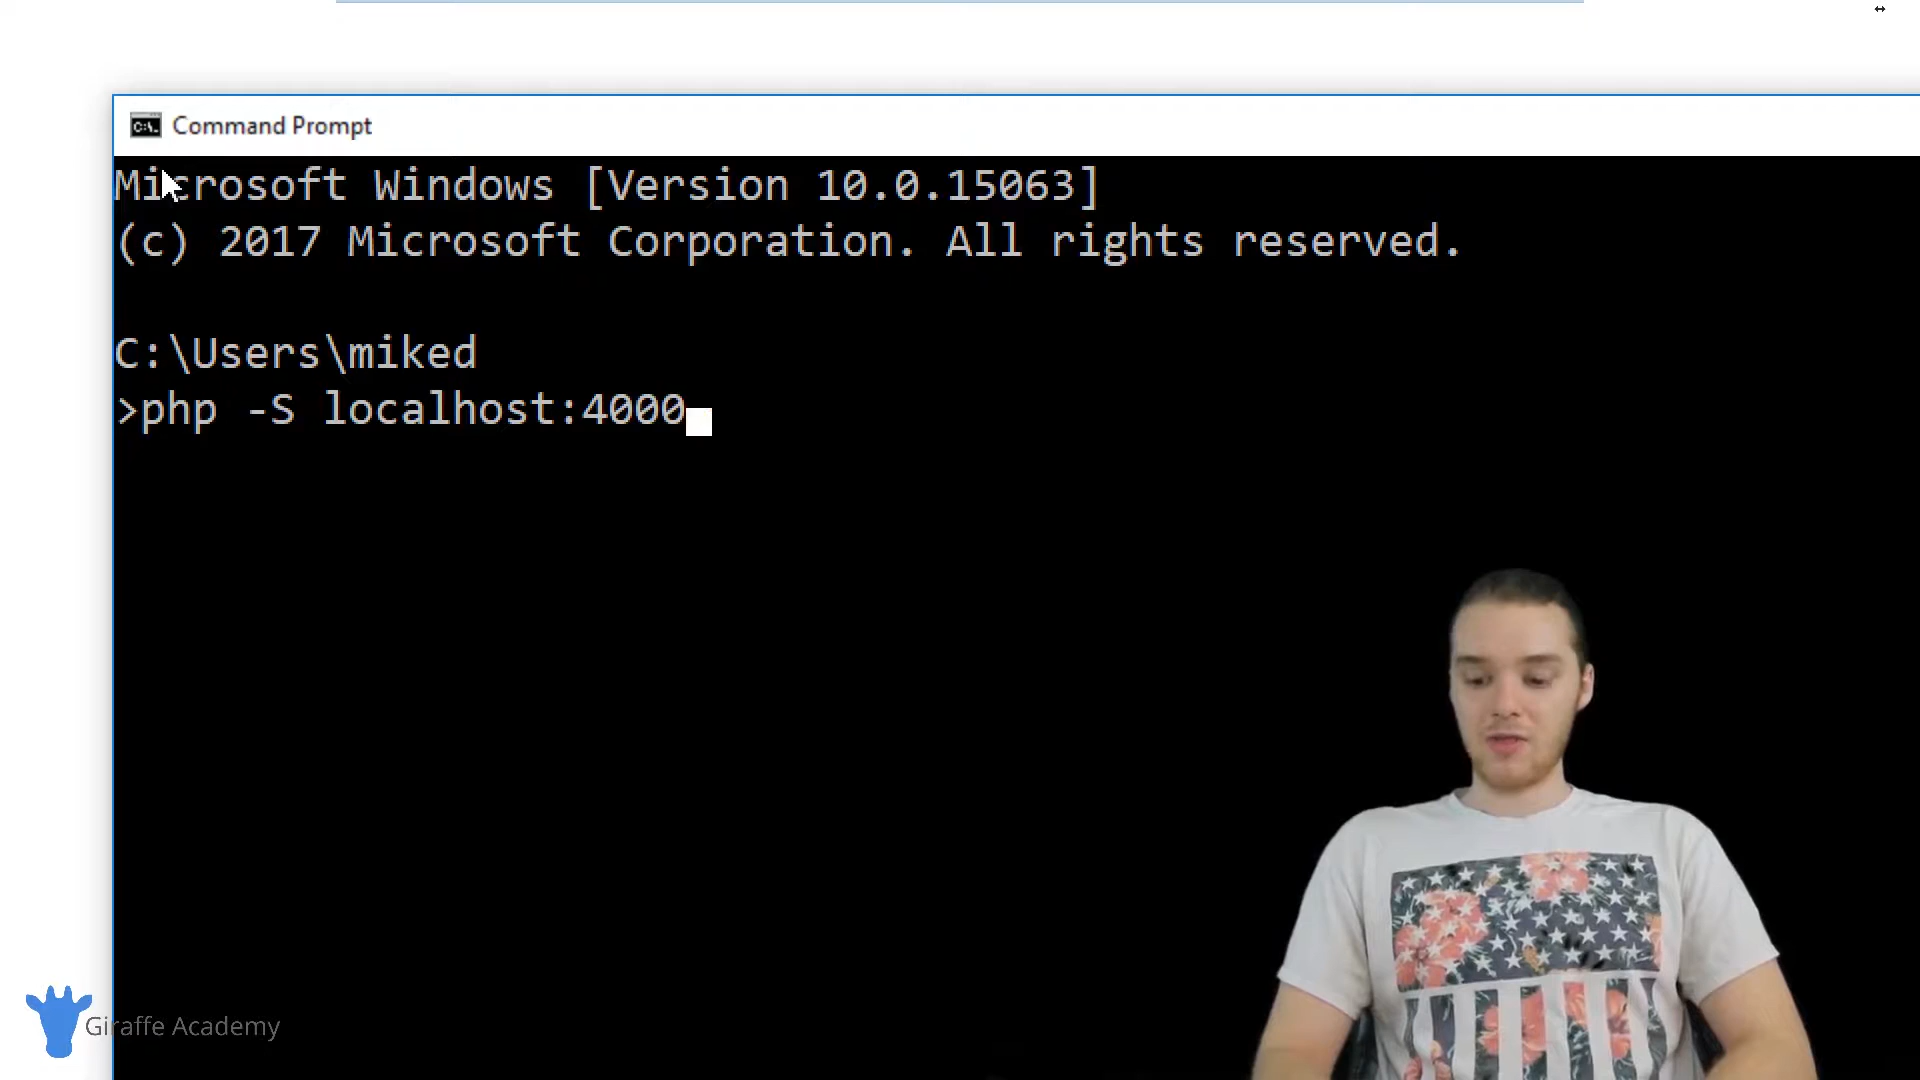 Command Prompt
Microsoft Windows [Version 10.0.15063]
(c) 2017 Microsoft Corporation. All rights reserved.
C:\Users\miked
>php -S localhost:4000
Giraffe Academy